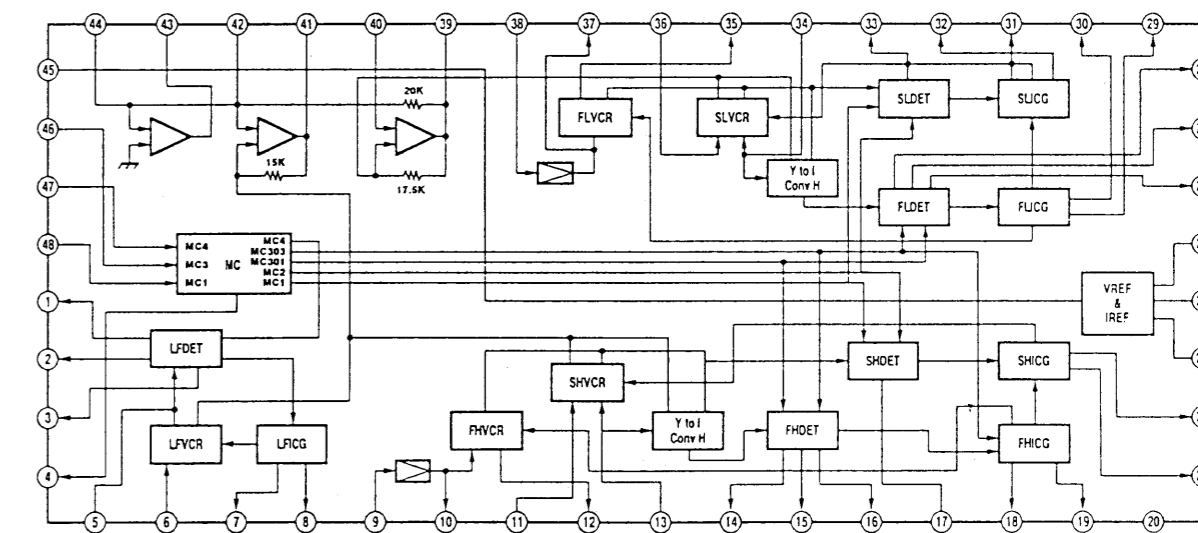 44 43 42 41 40 39 38 37 36 35 34 33 32 31 30 29
45
46
47
48
1
2
3
4
20K
15K
17.5K
FLVCR
SLVCR
Y to I
Conv H
SLDET
SLICG
FLDET
FLICG
MC4
MC3
MC1
MC
MC4
MC303
MC301
MC2
MC1
VREF
&
IREF
LFDET
LFVCR
LFICG
SHVCR
FHVCR
Y to I
Conv H
SHDET
SHICG
FHDET
FHICG
5 6 7 8 9 10 11 12 13 14 15 16 17 18 19 20